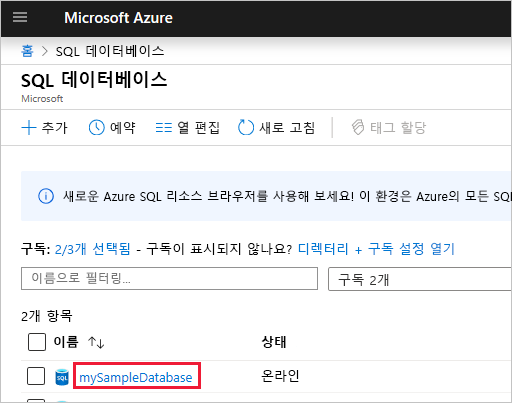 Microsoft Azure
홈 > SQL 데이터베이스
SQL 데이터베이스
Microsoft
추가 예약 열 편집 새로 고침 태그 할당
새로운 Azure SQL 리소스 브라우저를 사용해 보세요! 이 환경은 Azure의 모든 SQL
구독: 2/3개 선택됨 - 구독이 표시되지 않나요? 디렉터리 + 구독 설정 열기
이름으로 필터링... 구독 2개
2개 항목
이름 ↑↓ 상태
SQL mySampleDatabase 온라인